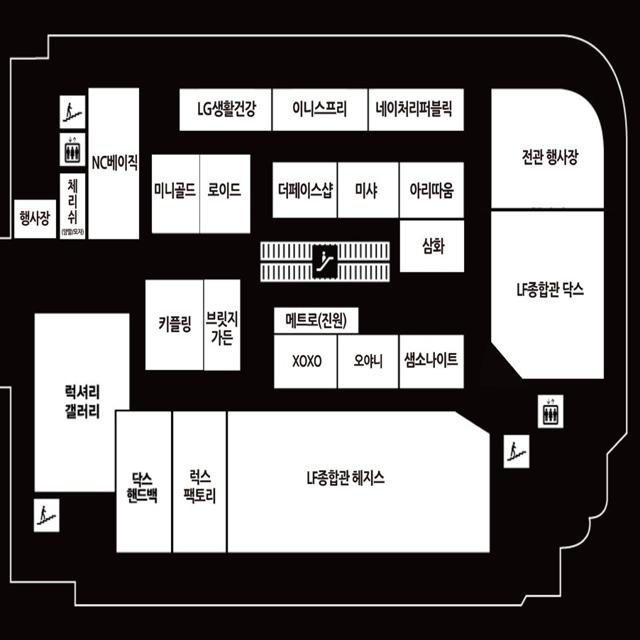 LG생활건강
이니스프리
네이처리퍼블릭
NC베이직
전관 행사장
미니골드
로이드
더페이스샵
미샤
아리따움
체
리
쉬
(양말/모자)
행사장
삼화
LF종합관 닥스
키플링
브릿지
가든
메트로(진원)
XOXO
오야니
샘소나이트
럭셔리
갤러리
닥스
핸드백
럭스
팩토리
LF종합관 헤지스